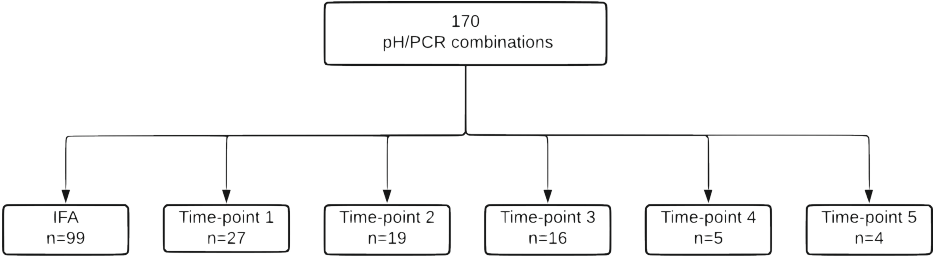 170
pH/PCR combinations
IFA
n=99
Time-point 1
n=27
Time-point 2
n=19
Time-point 3
n=16
Time-point 4
n=5
Time-point 5
n=4